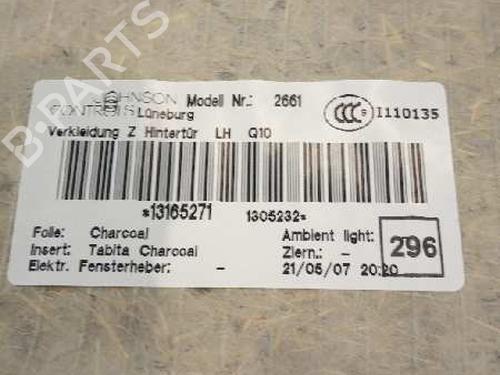 B-PARTS
JOHNSON CONTROLS Lüneburg Modell Nr.: 2661 CCC S I110135
Verkleidung Z Hintertür LH Q10
*13165271 1305232*
Folie: Charcoal Ambient light: -
Insert: Tabita Charcoal Ziern.: -
Elektr. Fensterheber: - 21/05/07 20:20
296